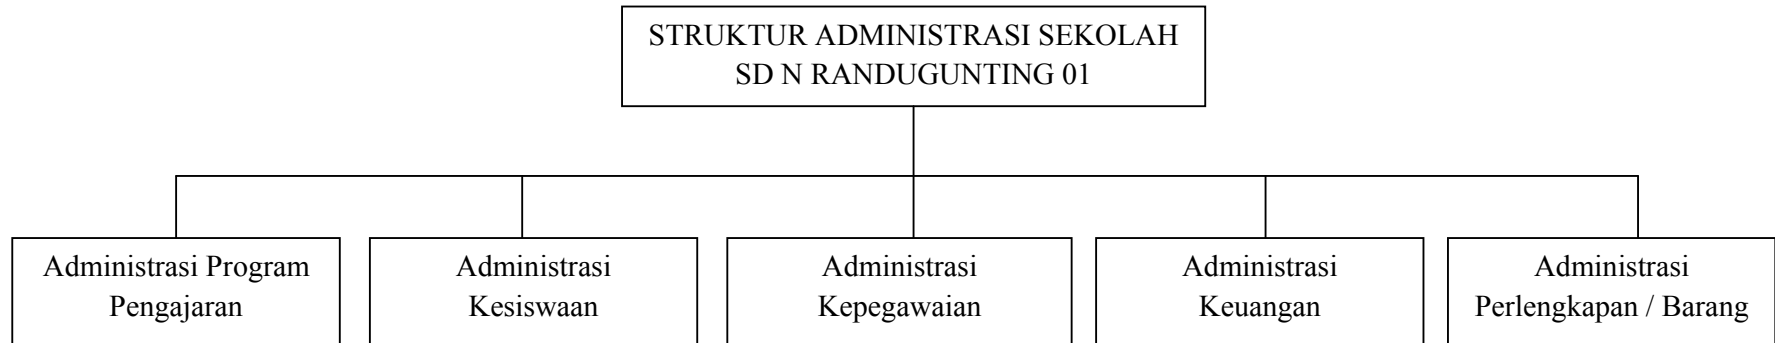 STRUKTUR ADMINISTRASI SEKOLAH
SD N RANDUGUNTING 01
Administrasi Program
Pengajaran
Administrasi
Kesiswaan
Administrasi
Kepegawaian
Administrasi
Keuangan
Administrasi
Perlengkapan / Barang